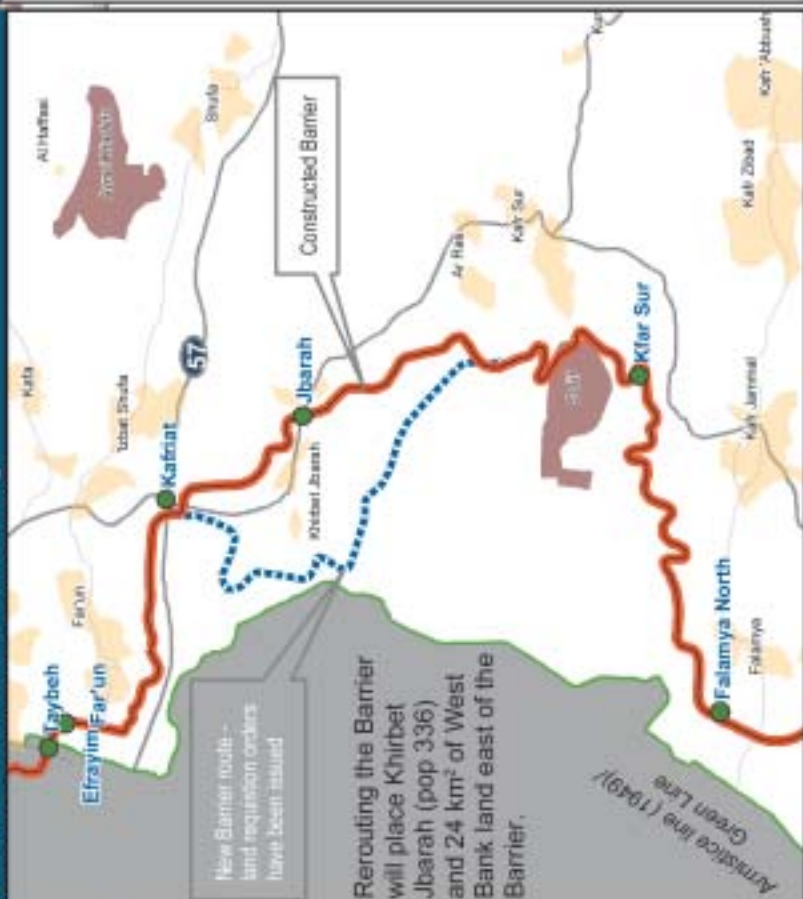 Al Haffasi
Shufa
Kafa
'Izbat Shufa
57
Constructed Barrier
Taybeh
Far'un
Efrayim/Far'un
Kafriat
Jbarah
Khirbet Jbarah
Ar Ras
Kafr Sur
Kur
New Barrier route -
land requisition orders
have been issued
Rerouting the Barrier
will place Khirbet
Jbarah (pop 336)
and 24 km² of West
Bank land east of the
Barrier.
Salit
Kfar Sur
Kafr Jammal
Kafr Zibad
Kafr 'Abbush
Falamya North
Falamya
Armistice line (1949)/
Green Line